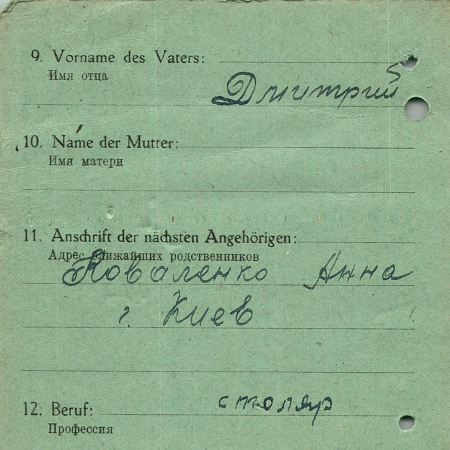 9. Vorname des Vaters:
Имя отца
Дмитрий
10. Name der Mutter:
Имя матери
11. Anschrift der nächsten Angehörigen:
Адрес ближайших родственников
Коваленко Анна
г. Киев
12. Beruf: столяр
Профессия